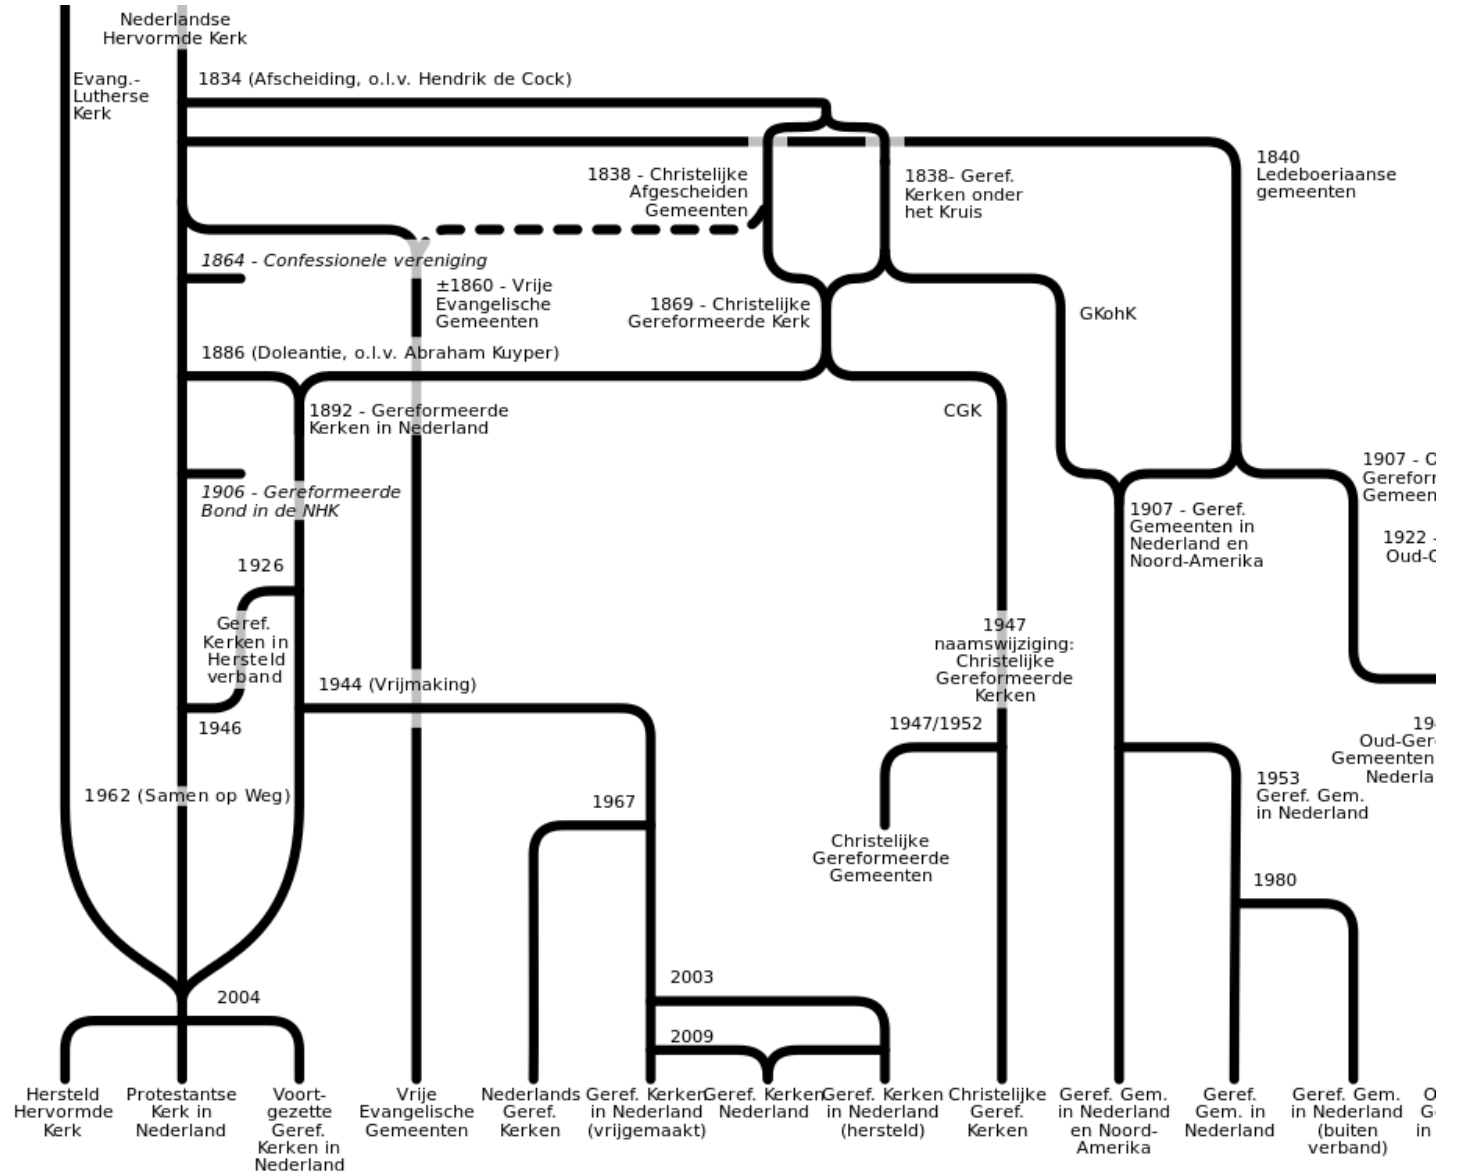 Nederlandse
Hervormde Kerk
Evang.-
Lutherse
Kerk
1834 (Afscheiding, o.l.v. Hendrik de Cock)
1838 - Christelijke
Afgescheiden
Gemeenten
1838- Geref.
Kerken onder
het Kruis
1840
Ledeboeriaanse
gemeenten
1864 - Confessionele vereniging
±1860 - Vrije
Evangelische
Gemeenten
1869 - Christelijke
Gereformeerde Kerk
GKohK
1886 (Doleantie, o.l.v. Abraham Kuyper)
1892 - Gereformeerde
Kerken in Nederland
CGK
1906 - Gereformeerde
Bond in de NHK
1907 - Geref.
Gemeenten in
Nederland en
Noord-Amerika
1907 -
1922 -
1926
Geref.
Kerken in
Hersteld
verband
1946
1944 (Vrijmaking)
1947
naamswijziging:
Christelijke
Gereformeerde
Kerken
1947/1952
Christelijke
Gereformeerde
Gemeenten
Gemeenten
1953
Geref. Gem.
in Nederland
1962 (Samen op Weg)
1967
1980
2003
2009
2004
Hersteld
Hervormde
Kerk
Protestantse
Kerk in
Nederland
Voort-
gezette
Geref.
Kerken in
Nederland
Vrije
Evangelische
Gemeenten
Nederlands
Geref.
Kerken
Geref. Kerken
in Nederland
(vrijgemaakt)
Geref. Kerken
Nederland
Geref. Kerken
in Nederland
(hersteld)
Christelijke
Geref.
Kerken
Geref. Gem.
in Nederland
en Noord-
Amerika
Geref.
Gem. in
Nederland
Geref. Gem.
in Nederland
(buiten
verband)
in